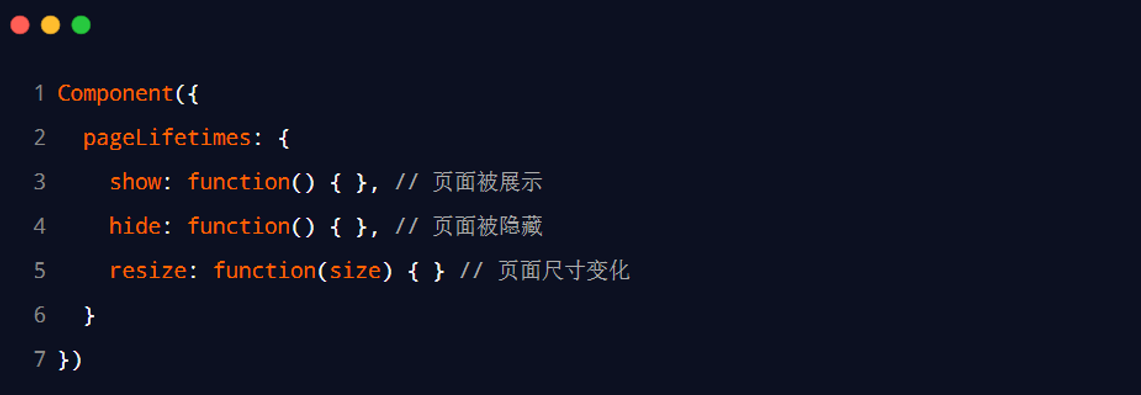 1 Component({
2   pageLifetimes: {
3     show: function() { }, // 页面被展示
4     hide: function() { }, // 页面被隐藏
5     resize: function(size) { } // 页面尺寸变化
6   }
7 })